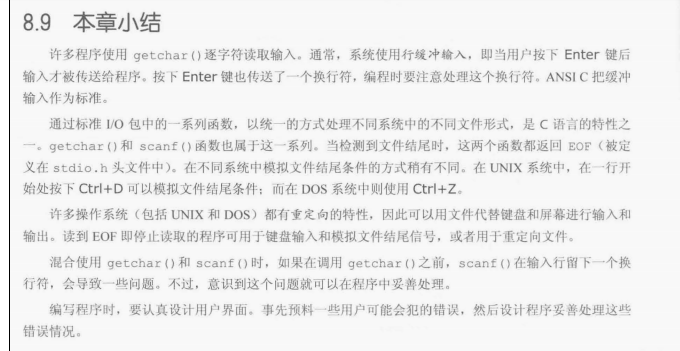 8.9 本章小结
许多程序使用 getchar()逐字符读取输入。通常，系统使用行缓冲输入，即当用户按下 Enter 键后
输入才被传送给程序。按下 Enter 键也传送了一个换行符，编程时要注意处理这个换行符。ANSI C 把缓冲
输入作为标准。
通过标准 I/O 包中的一系列函数，以统一的方式处理不同系统中的不同文件形式，是 C 语言的特性之
一。getchar()和 scanf()函数也属于这一系列。当检测到文件结尾时，这两个函数都返回 EOF（被定
义在 stdio.h 头文件中）。在不同系统中模拟文件结尾条件的方式稍有不同。在 UNIX 系统中，在一行开
始处按下 Ctrl+D 可以模拟文件结尾条件；而在 DOS 系统中则使用 Ctrl+Z。
许多操作系统（包括 UNIX 和 DOS）都有重定向的特性，因此可以用文件代替键盘和屏幕进行输入和
输出。读到 EOF 即停止读取的程序可用于键盘输入和模拟文件结尾信号，或者用于重定向文件。
混合使用 getchar()和 scanf()时，如果在调用 getchar()之前，scanf()在输入行留下一个换
行符，会导致一些问题。不过，意识到这个问题就可以在程序中妥善处理。
编写程序时，要认真设计用户界面。事先预料一些用户可能会犯的错误，然后设计程序妥善处理这些
错误情况。